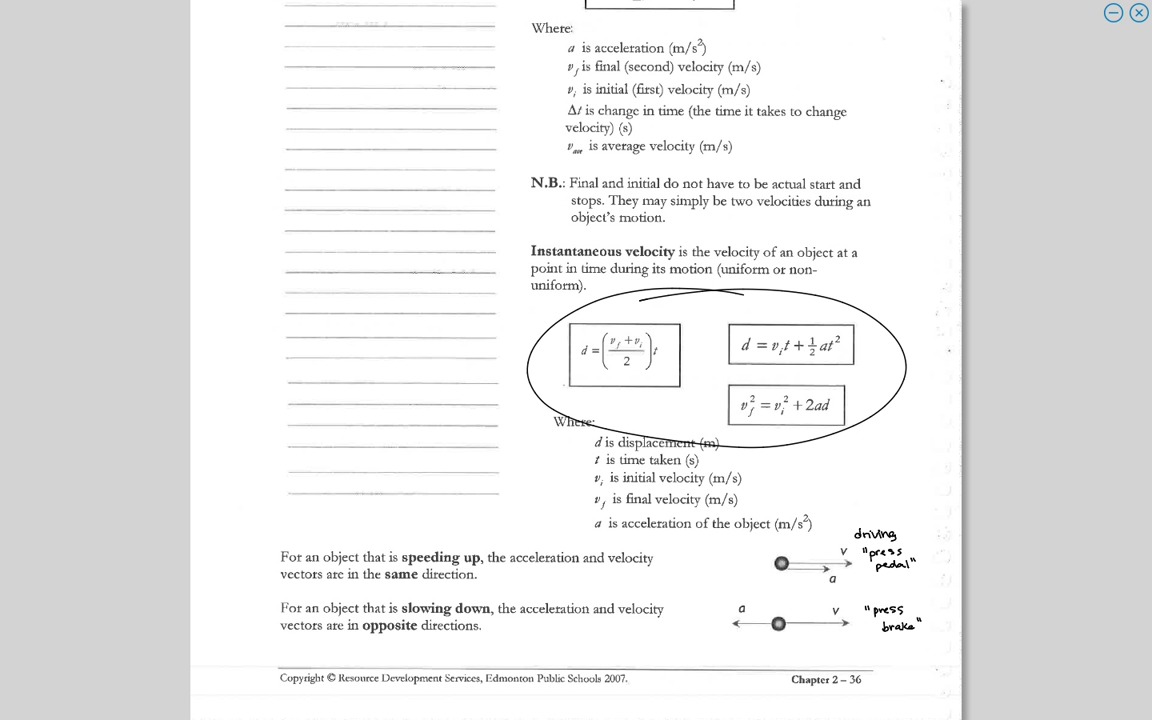 Where:
a is acceleration (m/s²)
v_f is final (second) velocity (m/s)
v_i is initial (first) velocity (m/s)
Δt is change in time (the time it takes to change
velocity) (s)
v_ave is average velocity (m/s)
N.B.: Final and initial do not have to be actual start and
stops. They may simply be two velocities during an
object's motion.
Instantaneous velocity is the velocity of an object at a
point in time during its motion (uniform or non-
uniform).
d = ((v_f + v_i)/2) t
d = v_i t + ½ at²
v_f² = v_i² + 2ad
Where:
d is displacement (m)
t is time taken (s)
v_i is initial velocity (m/s)
v_f is final velocity (m/s)
a is acceleration of the object (m/s²)
driving
"press
pedal"
v
a
For an object that is speeding up, the acceleration and velocity
vectors are in the same direction.
For an object that is slowing down, the acceleration and velocity
vectors are in opposite directions.
a
v
"press
brake"
Copyright © Resource Development Services, Edmonton Public Schools 2007.
Chapter 2 – 36